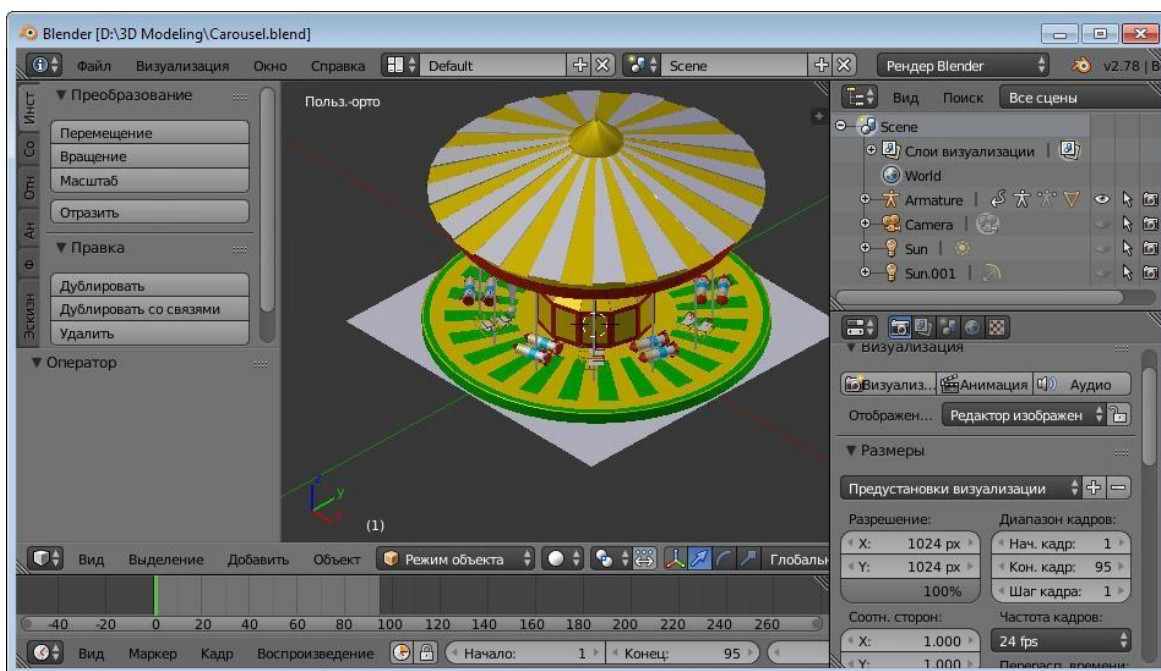 Blender [D:\3D Modeling\Carousel.blend]
Файл Визуализация Окно Справка Default Scene Рендер Blender v2.78 | B
Инст
Со
Отн
Ан
Ф
Эскизн
Преобразование
Перемещение
Вращение
Масштаб
Отразить
Правка
Дублировать
Дублировать со связями
Удалить
Оператор
Польз.-орто
z
y
x
(1)
Вид Выделение Добавить Объект Режим объекта Глобаль
-40 -20 0 20 40 60 80 100 120 140 160 180 200 220 240 260
Вид Маркер Кадр Воспроизведение Начало: 1 Конец: 95
Вид Поиск Все сцены
Scene
Слои визуализации |
World
Armature |
Camera |
Sun |
Sun.001 |
Визуализация
Визуализ... Анимация Аудио
Отображен... Редактор изображен
Размеры
Предустановки визуализации
Разрешение: Диапазон кадров:
X: 1024 px Нач. кадр: 1
Y: 1024 px Кон. кадр: 95
100% Шаг кадра: 1
Соотн. сторон: Частота кадров:
X: 1.000 24 fps
Y: 1.000 Перерасп. времени: